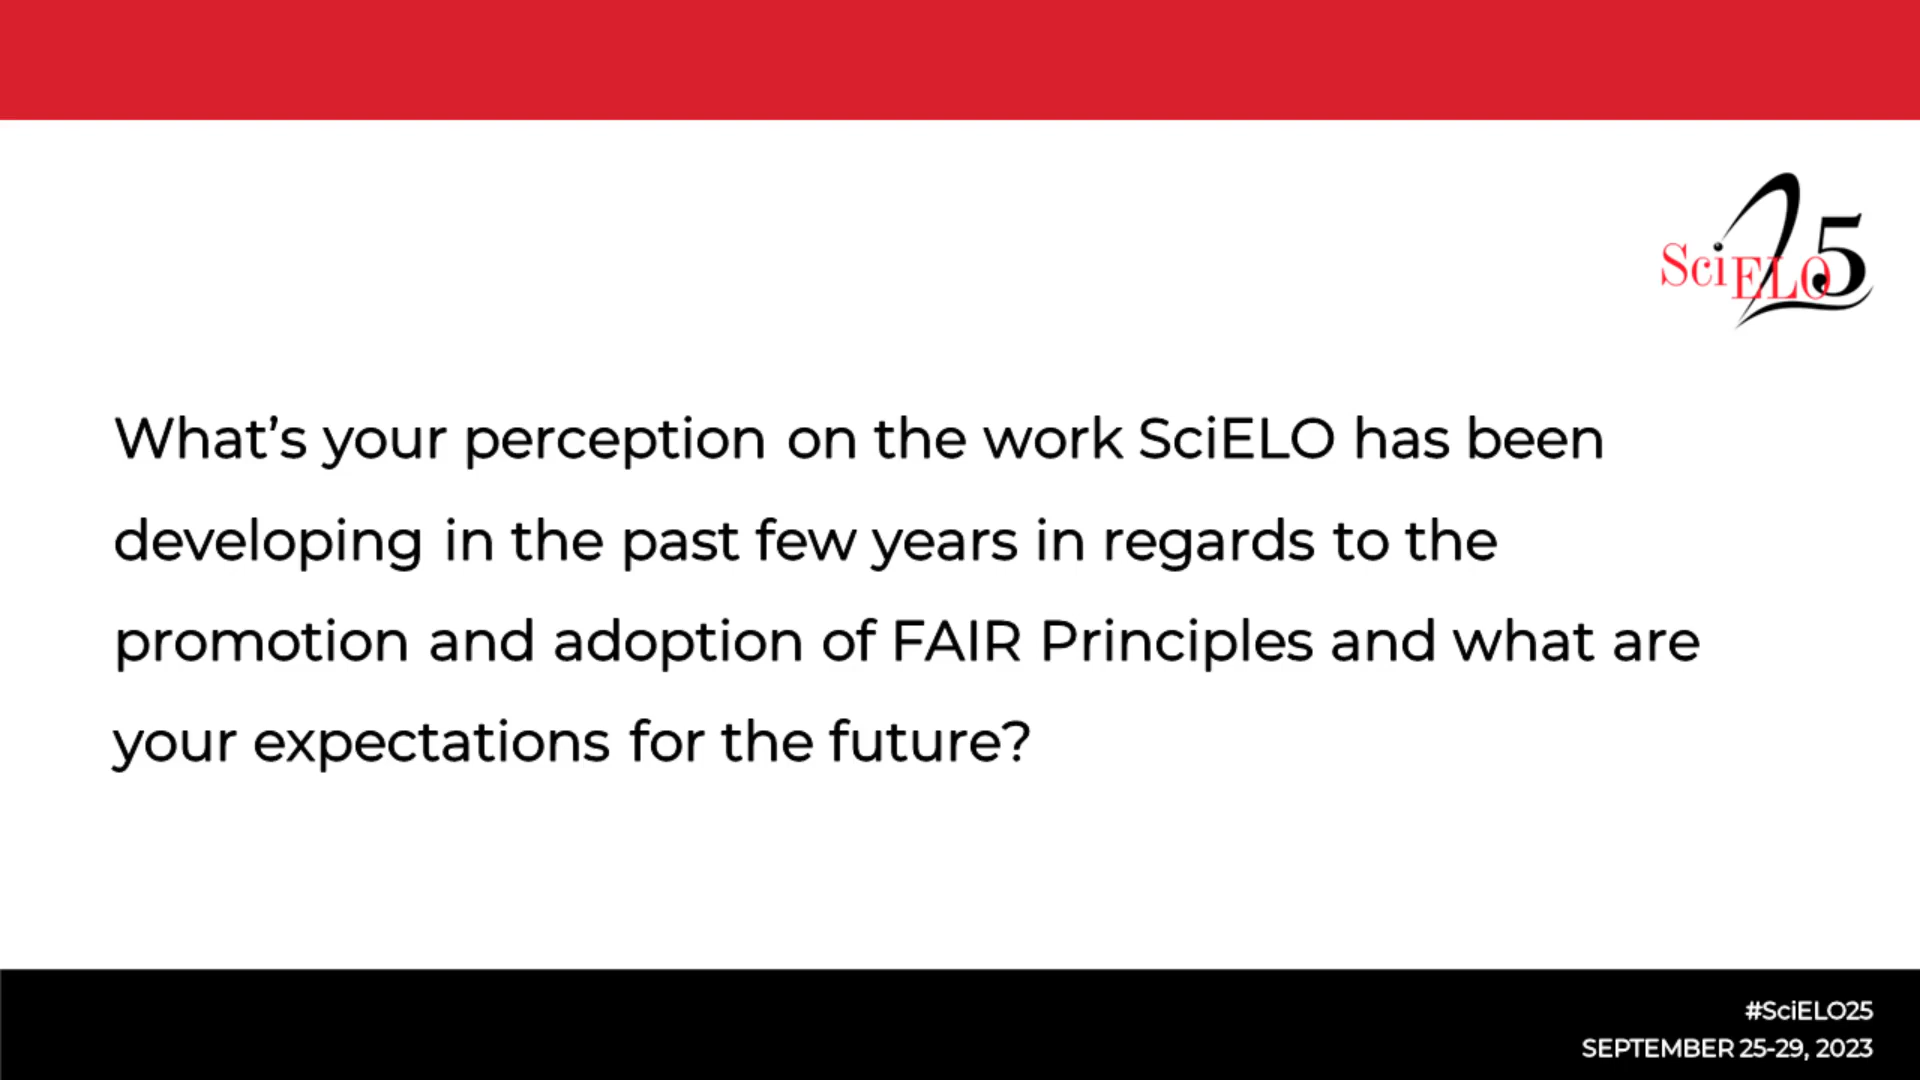 SciELO 25
What's your perception on the work SciELO has been
developing in the past few years in regards to the
promotion and adoption of FAIR Principles and what are
your expectations for the future?
#SciELO25
SEPTEMBER 25-29, 2023